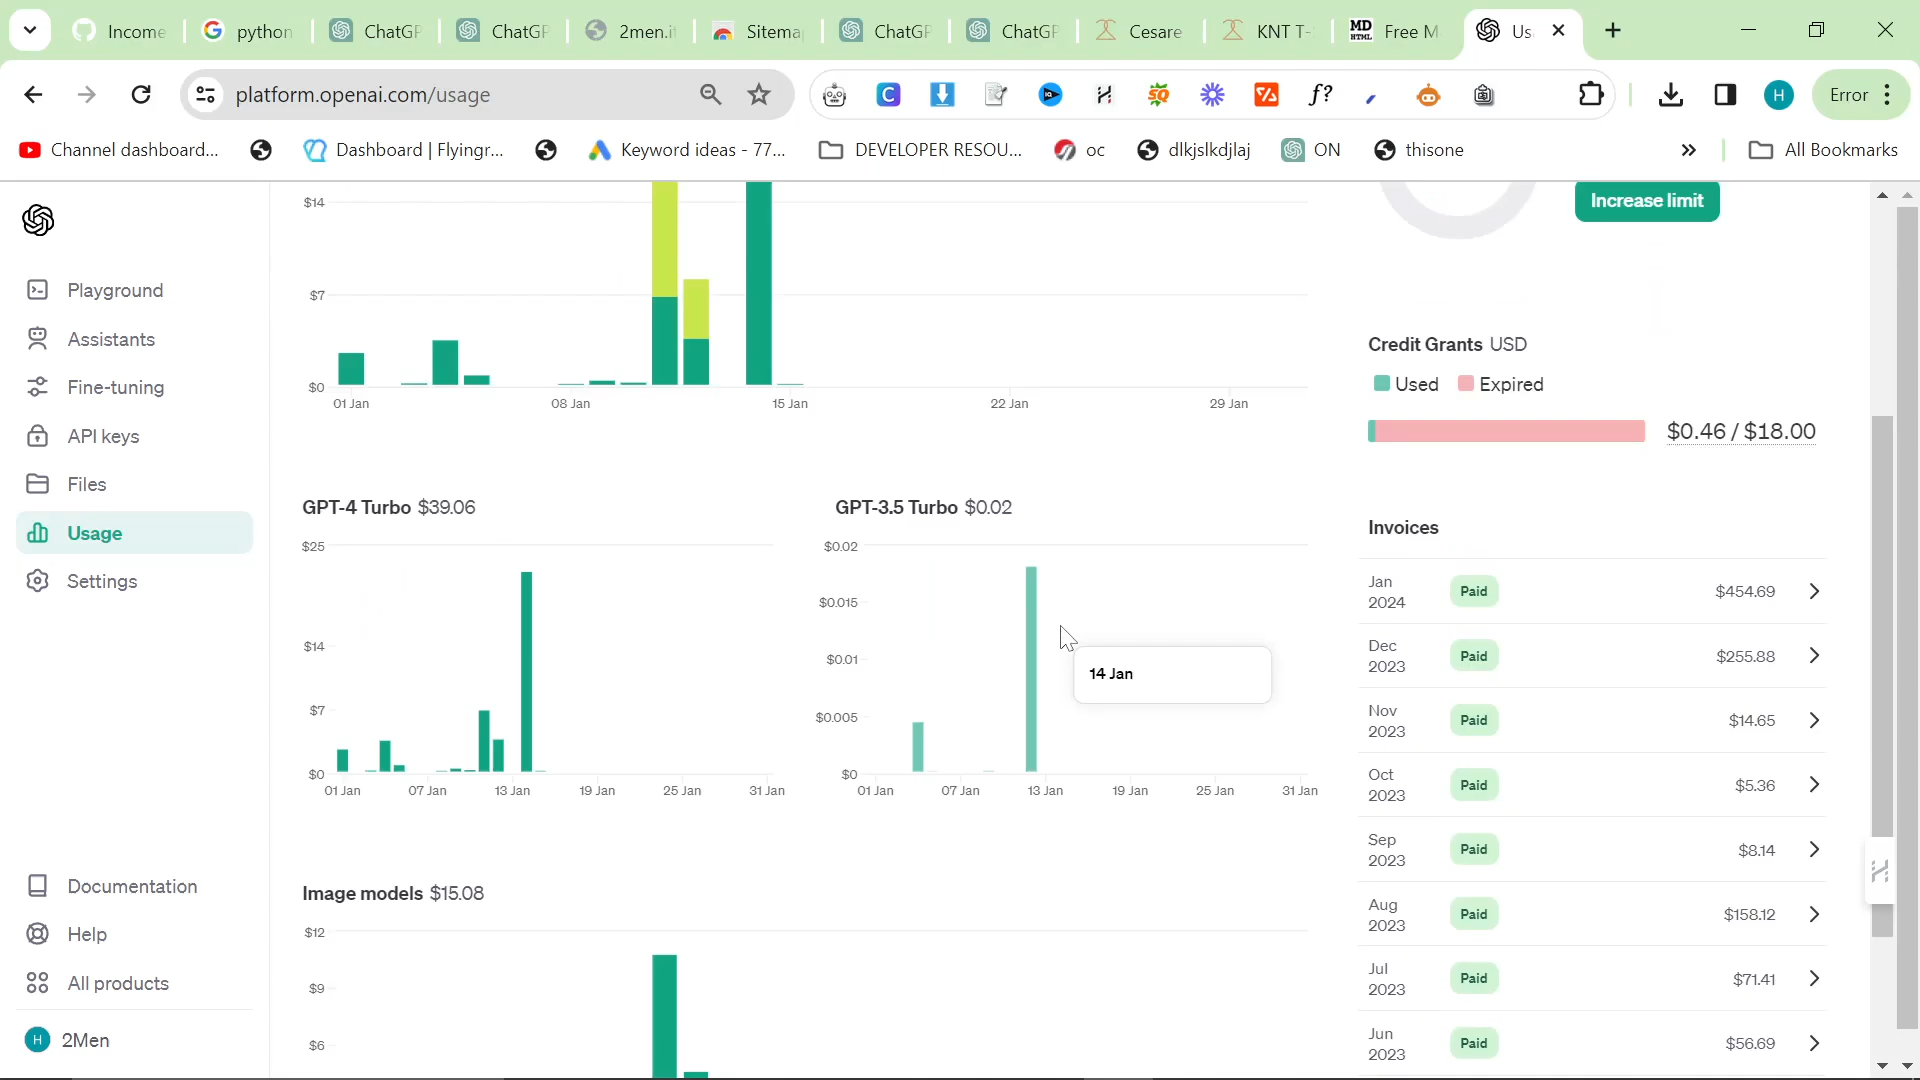 Income
python
ChatGP
ChatGP
2men.it
Sitema
ChatGP
ChatGP
Cesare
KNT T-
MD
HTML
Free M
Us
platform.openai.com/usage
Error
Channel dashboard...
Dashboard | Flyingr...
Keyword ideas - 77...
DEVELOPER RESOU...
oc
dlkjslkdjlaj
ON
thisone
»
All Bookmarks
Playground
Assistants
Fine-tuning
API keys
Files
Usage
Settings
Documentation
Help
All products
H 2Men
$14
$7
$0
01 Jan
08 Jan
15 Jan
22 Jan
29 Jan
GPT-4 Turbo $39.06
$25
$14
$7
$0
01 Jan
07 Jan
13 Jan
19 Jan
25 Jan
31 Jan
GPT-3.5 Turbo $0.02
$0.02
$0.015
$0.01
$0.005
$0
01 Jan
07 Jan
13 Jan
19 Jan
25 Jan
31 Jan
14 Jan
Image models $15.08
$12
$9
$6
Increase limit
Credit Grants USD
Used
Expired
$0.46 / $18.00
Invoices
Jan 2024 Paid $454.69
Dec 2023 Paid $255.88
Nov 2023 Paid $14.65
Oct 2023 Paid $5.36
Sep 2023 Paid $8.14
Aug 2023 Paid $158.12
Jul 2023 Paid $71.41
Jun 2023 Paid $56.69